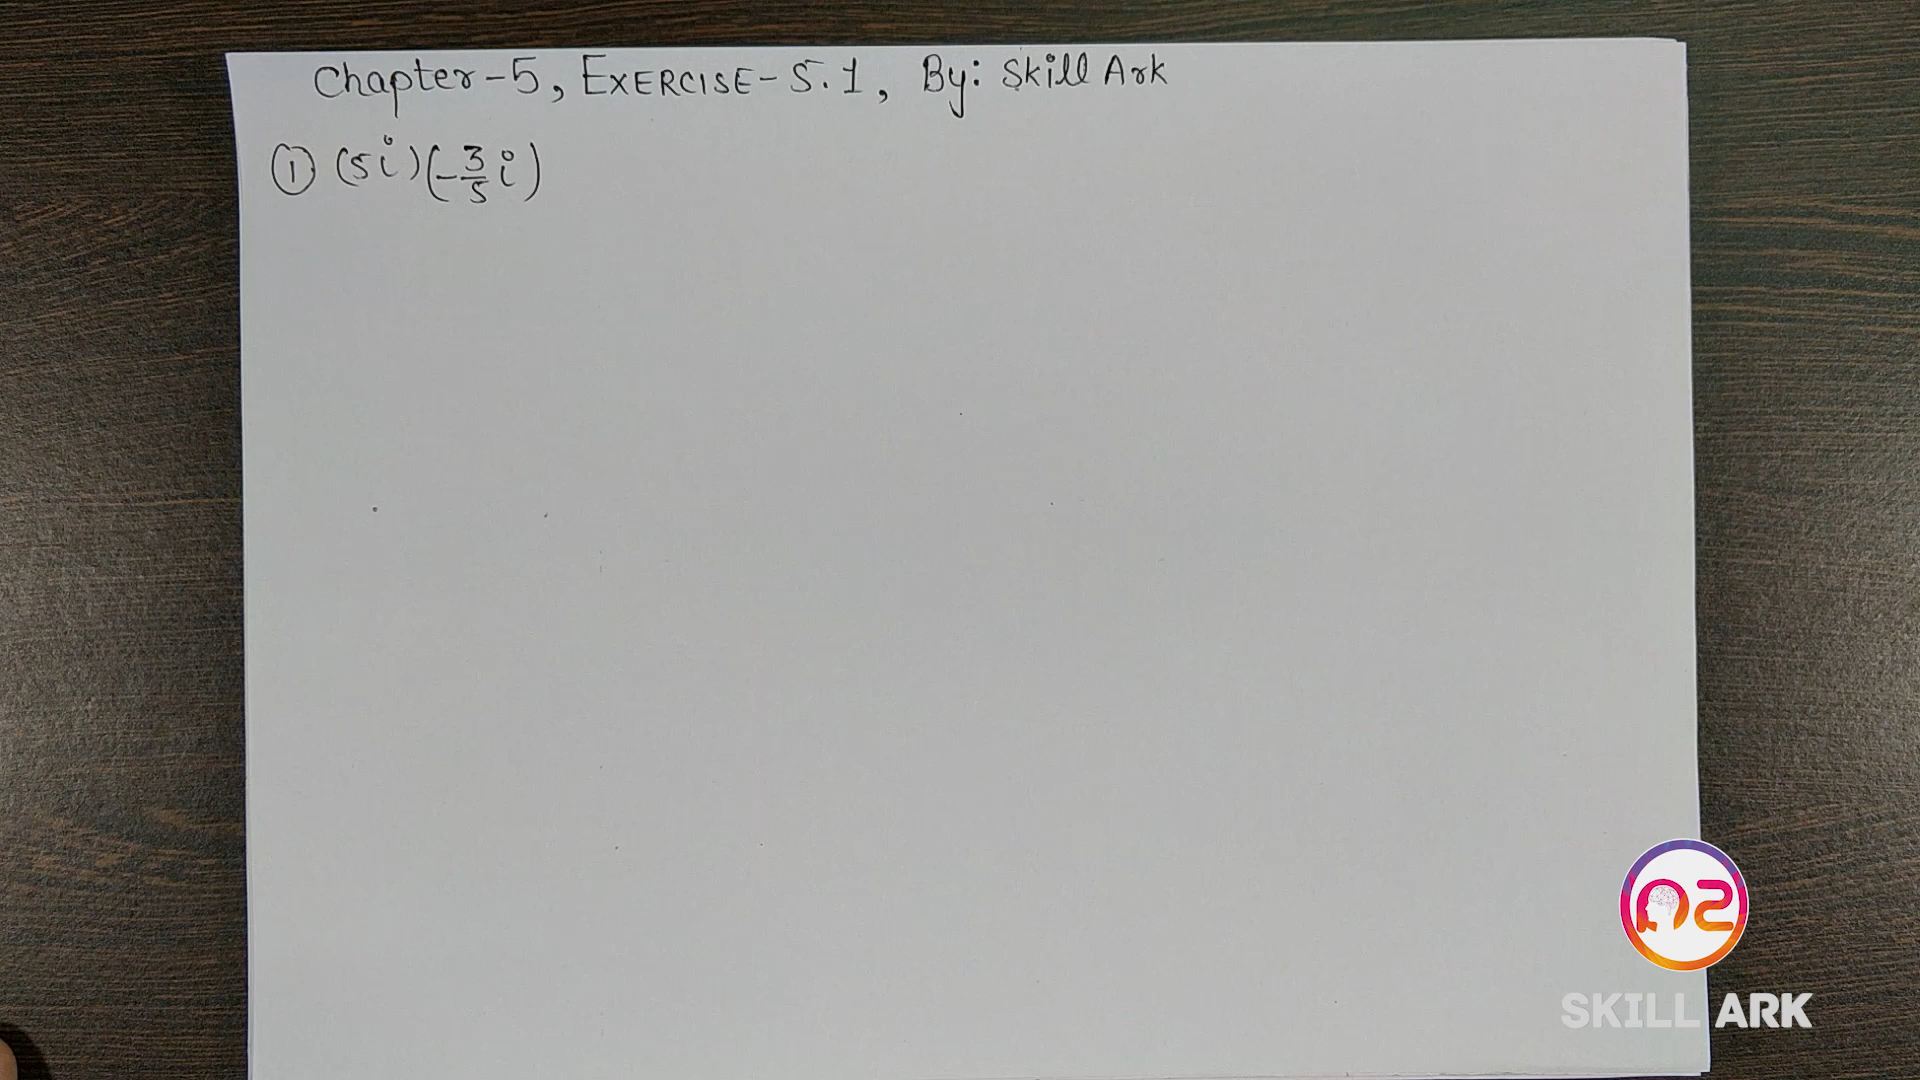 Chapter-5, EXERCISE-5.1, By: Skill Ark
① (5i)(-3/5 i)
SKILL ARK